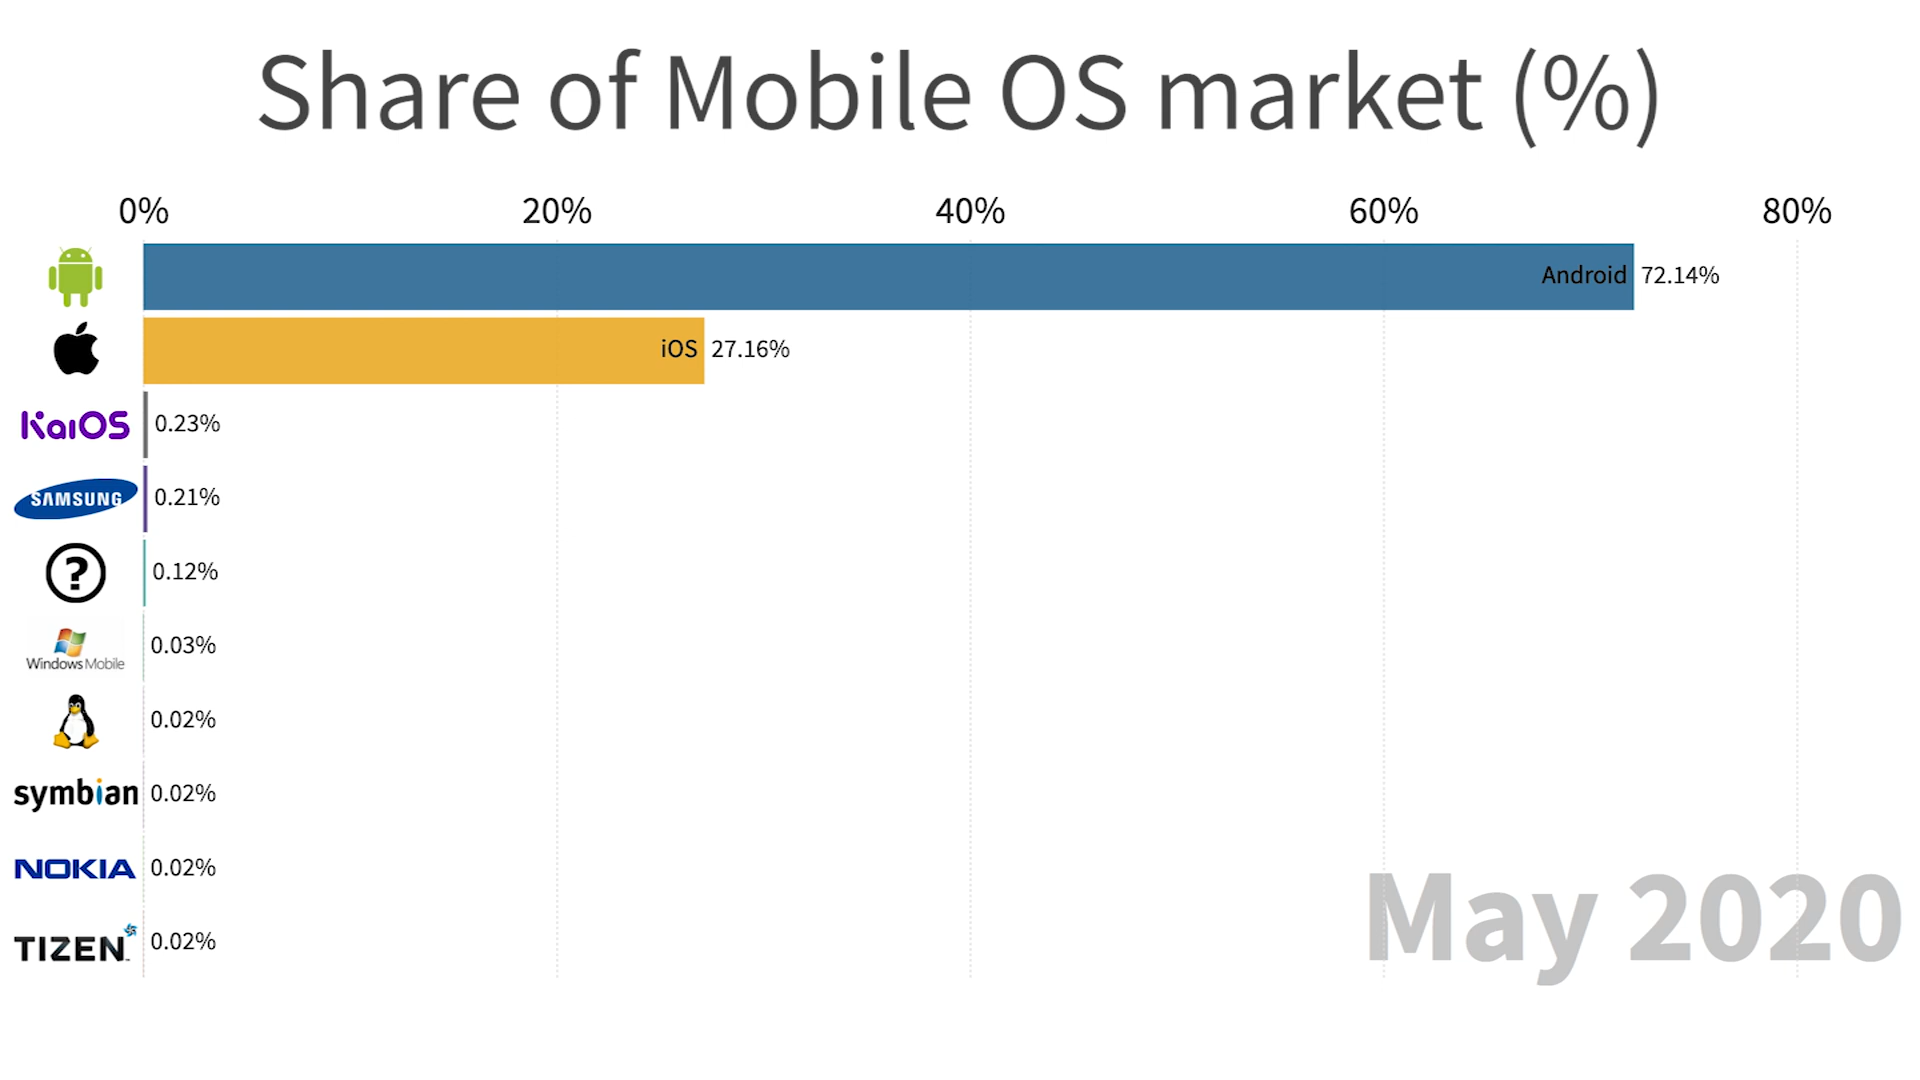 Share of Mobile OS market (%)
0% 20% 40% 60% 80%
Android 72.14%
iOS 27.16%
KaiOS 0.23%
SAMSUNG 0.21%
? 0.12%
Windows Mobile 0.03%
0.02%
symbian 0.02%
NOKIA 0.02%
TIZEN™ 0.02%
May 2020